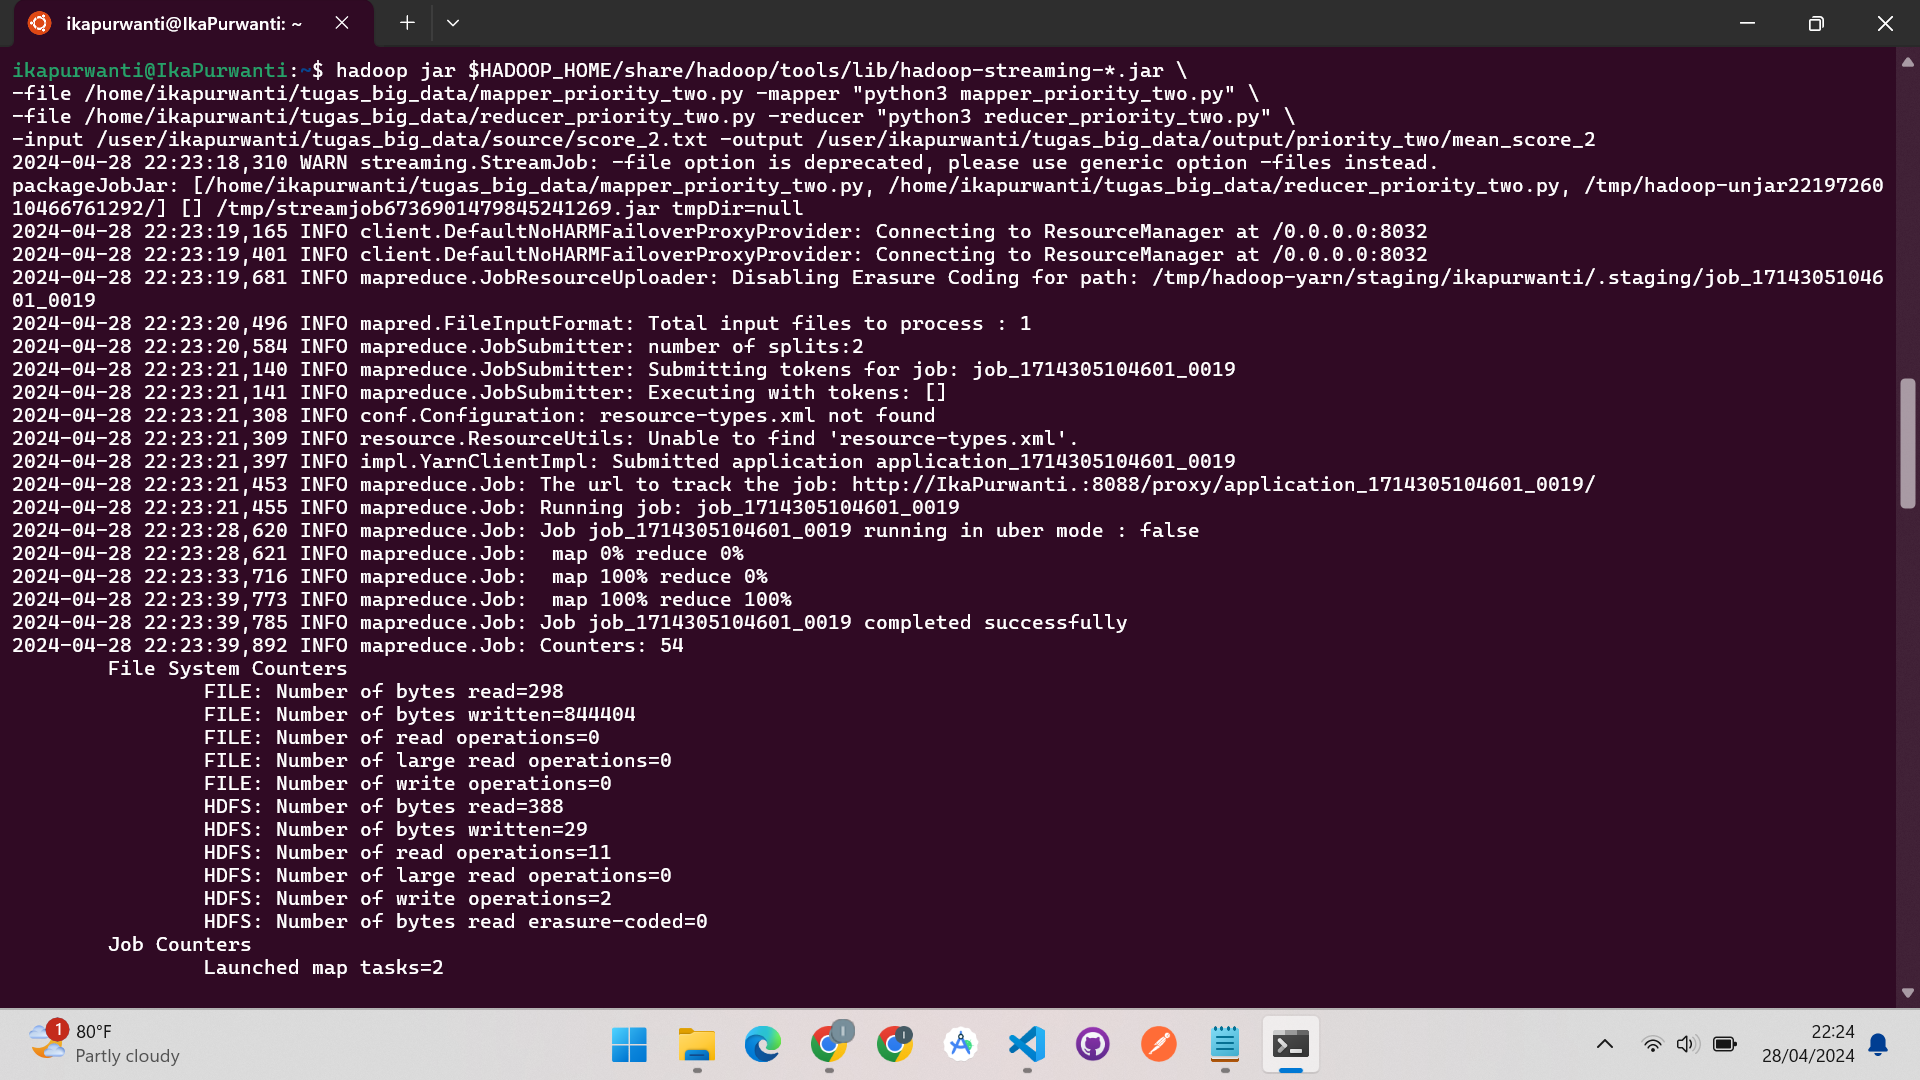 ikapurwanti@IkaPurwanti: ~
ikapurwanti@IkaPurwanti:~$ hadoop jar $HADOOP_HOME/share/hadoop/tools/lib/hadoop-streaming-*.jar \
-file /home/ikapurwanti/tugas_big_data/mapper_priority_two.py -mapper "python3 mapper_priority_two.py" \
-file /home/ikapurwanti/tugas_big_data/reducer_priority_two.py -reducer "python3 reducer_priority_two.py" \
-input /user/ikapurwanti/tugas_big_data/source/score_2.txt -output /user/ikapurwanti/tugas_big_data/output/priority_two/mean_score_2
2024-04-28 22:23:18,310 WARN streaming.StreamJob: -file option is deprecated, please use generic option -files instead.
packageJobJar: [/home/ikapurwanti/tugas_big_data/mapper_priority_two.py, /home/ikapurwanti/tugas_big_data/reducer_priority_two.py, /tmp/hadoop-unjar22197260
10466761292/] [] /tmp/streamjob6736901479845241269.jar tmpDir=null
2024-04-28 22:23:19,165 INFO client.DefaultNoHARMFailoverProxyProvider: Connecting to ResourceManager at /0.0.0.0:8032
2024-04-28 22:23:19,401 INFO client.DefaultNoHARMFailoverProxyProvider: Connecting to ResourceManager at /0.0.0.0:8032
2024-04-28 22:23:19,681 INFO mapreduce.JobResourceUploader: Disabling Erasure Coding for path: /tmp/hadoop-yarn/staging/ikapurwanti/.staging/job_17143051046
01_0019
2024-04-28 22:23:20,496 INFO mapred.FileInputFormat: Total input files to process : 1
2024-04-28 22:23:20,584 INFO mapreduce.JobSubmitter: number of splits:2
2024-04-28 22:23:21,140 INFO mapreduce.JobSubmitter: Submitting tokens for job: job_1714305104601_0019
2024-04-28 22:23:21,141 INFO mapreduce.JobSubmitter: Executing with tokens: []
2024-04-28 22:23:21,308 INFO conf.Configuration: resource-types.xml not found
2024-04-28 22:23:21,309 INFO resource.ResourceUtils: Unable to find 'resource-types.xml'.
2024-04-28 22:23:21,397 INFO impl.YarnClientImpl: Submitted application application_1714305104601_0019
2024-04-28 22:23:21,453 INFO mapreduce.Job: The url to track the job: http://IkaPurwanti.:8088/proxy/application_1714305104601_0019/
2024-04-28 22:23:21,455 INFO mapreduce.Job: Running job: job_1714305104601_0019
2024-04-28 22:23:28,620 INFO mapreduce.Job: Job job_1714305104601_0019 running in uber mode : false
2024-04-28 22:23:28,621 INFO mapreduce.Job:  map 0% reduce 0%
2024-04-28 22:23:33,716 INFO mapreduce.Job:  map 100% reduce 0%
2024-04-28 22:23:39,773 INFO mapreduce.Job:  map 100% reduce 100%
2024-04-28 22:23:39,785 INFO mapreduce.Job: Job job_1714305104601_0019 completed successfully
2024-04-28 22:23:39,892 INFO mapreduce.Job: Counters: 54
File System Counters
FILE: Number of bytes read=298
FILE: Number of bytes written=844404
FILE: Number of read operations=0
FILE: Number of large read operations=0
FILE: Number of write operations=0
HDFS: Number of bytes read=388
HDFS: Number of bytes written=29
HDFS: Number of read operations=11
HDFS: Number of large read operations=0
HDFS: Number of write operations=2
HDFS: Number of bytes read erasure-coded=0
Job Counters
Launched map tasks=2
1
80°F
Partly cloudy
22:24
28/04/2024